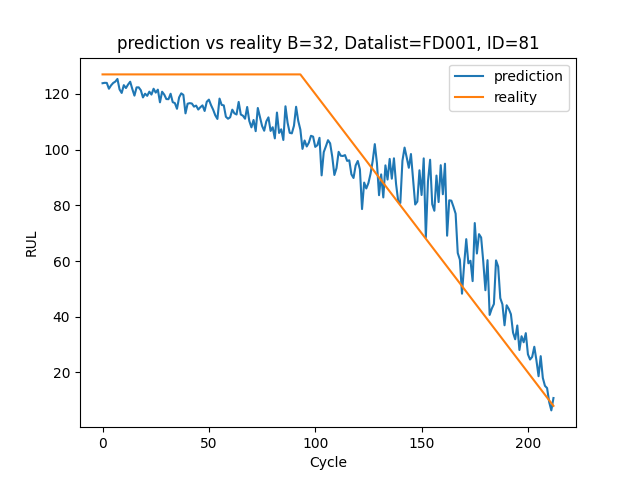 prediction vs reality B=32, Datalist=FD001, ID=81
prediction
reality
RUL
120
100
80
60
40
20
0
50
100
150
200
Cycle